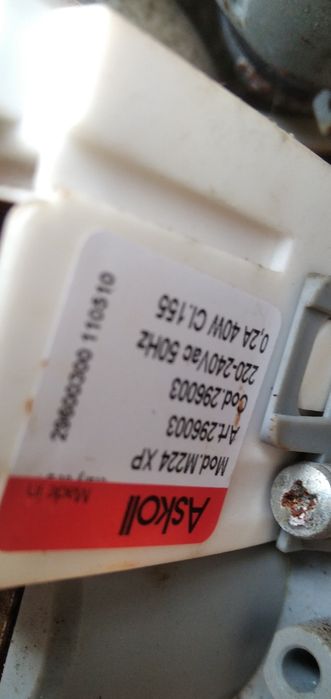 Askoll
Made in
Mod.M224 XP
Art.296003
Cod.296003
220-240Vac 50Hz
0,2A 40W Cl.155
29600300 110510